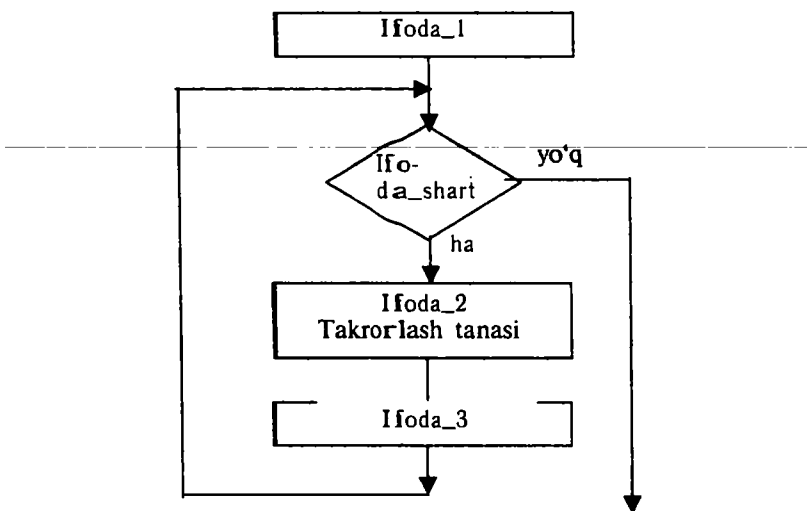 Ifoda_1
yo‘q
Ifo-
da_shart
ha
Ifoda_2
Takrorlash tanasi
Ifoda_3